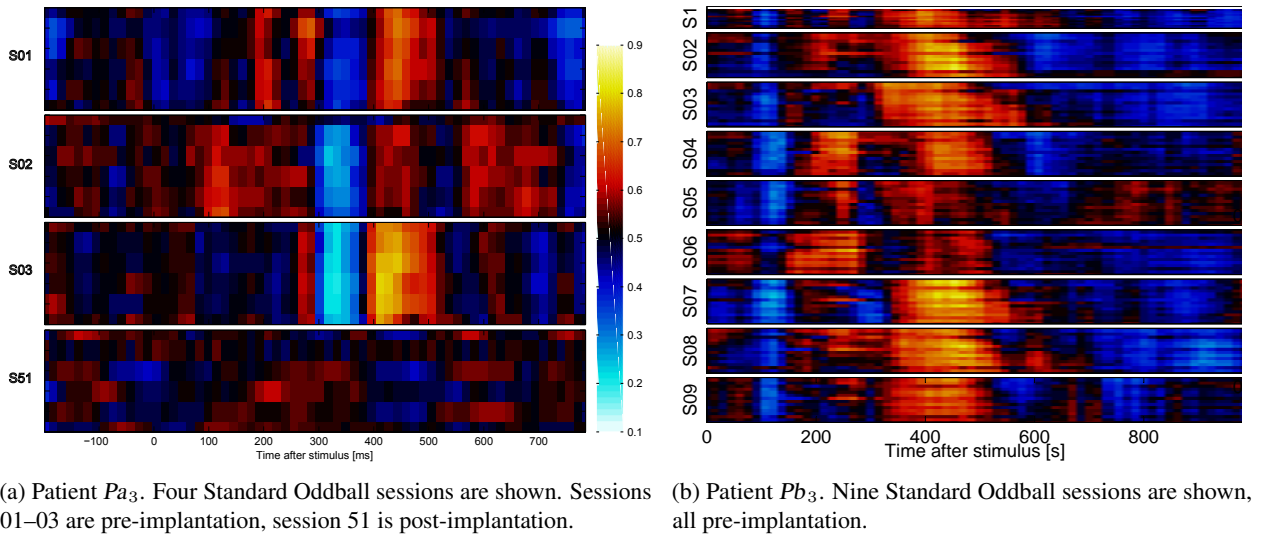 S01
S02
S03
S51
−100
0
100
200
300
400
500
600
700
Time after stimulus [ms]
0.9
0.8
0.7
0.6
0.5
0.4
0.3
0.2
0.1
S1
S02
S03
S04
S05
S06
S07
S08
S09
0
200
400
600
800
Time after stimulus [s]
(a) Patient Pa3. Four Standard Oddball sessions are shown. Sessions
01–03 are pre-implantation, session 51 is post-implantation.
(b) Patient Pb3. Nine Standard Oddball sessions are shown,
all pre-implantation.